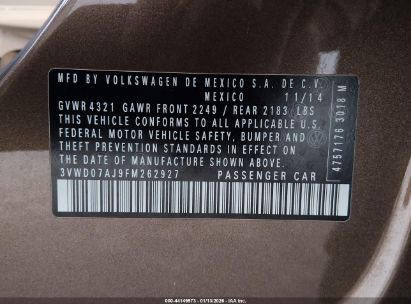 MFD BY VOLKSWAGEN DE MEXICO S.A. DE C.V.
MEXICO 11/14
GVWR 4321 GAWR FRONT 2249 / REAR 2183 LBS
THIS VEHICLE CONFORMS TO ALL APPLICABLE U.S.
FEDERAL MOTOR VEHICLE SAFETY, BUMPER AND
THEFT PREVENTION STANDARDS IN EFFECT ON THE
DATE OF MANUFACTURE SHOWN ABOVE.
3VWD07AJ9FM262927 PASSENGER CAR
4757176 3018 M